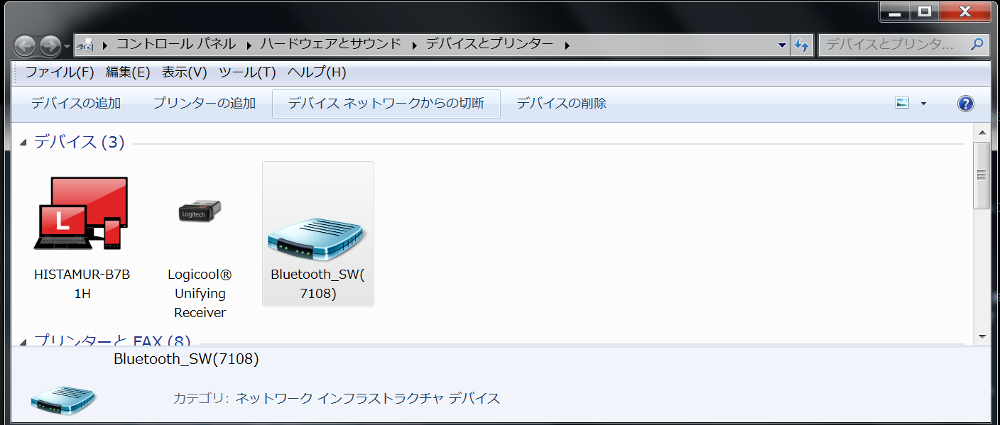 コントロール パネル ▸ ハードウェアとサウンド ▸ デバイスとプリンター ▸
デバイスとプリンタ...
ファイル(F) 編集(E) 表示(V) ツール(T) ヘルプ(H)
デバイスの追加 プリンターの追加 デバイス ネットワークからの切断 デバイスの削除
デバイス (3)
L
Logitech
HISTAMUR-B7B
1H
Logicool®
Unifying
Receiver
Bluetooth_SW(
7108)
プリンターと FAX (8)
Bluetooth_SW(7108)
カテゴリ: ネットワーク インフラストラクチャ デバイス